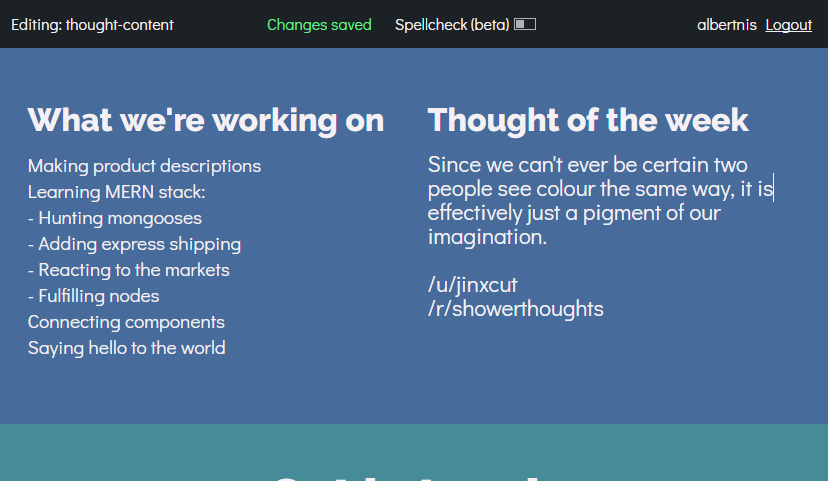 Editing: thought-content
Changes saved
Spellcheck (beta)
albertnis
Logout
What we're working on
Making product descriptions
Learning MERN stack:
- Hunting mongooses
- Adding express shipping
- Reacting to the markets
- Fulfilling nodes
Connecting components
Saying hello to the world
Thought of the week
Since we can't ever be certain two
people see colour the same way, it is
effectively just a pigment of our
imagination.
/u/jinxcut
/r/showerthoughts